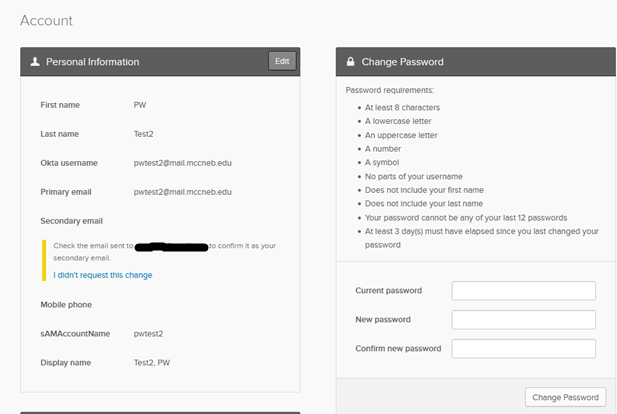 Account
Personal Information
Edit
First name PW
Last name Test2
Okta username pwtest2@mail.mccneb.edu
Primary email pwtest2@mail.mccneb.edu
Secondary email
Check the email sent to to confirm it as your
secondary email.
I didn't request this change
Mobile phone
sAMAccountName pwtest2
Display name Test2, PW
Change Password
Password requirements:
• At least 8 characters
• A lowercase letter
• An uppercase letter
• A number
• A symbol
• No parts of your username
• Does not include your first name
• Does not include your last name
• Your password cannot be any of your last 12 passwords
• At least 3 day(s) must have elapsed since you last changed your
password
Current password
New password
Confirm new password
Change Password